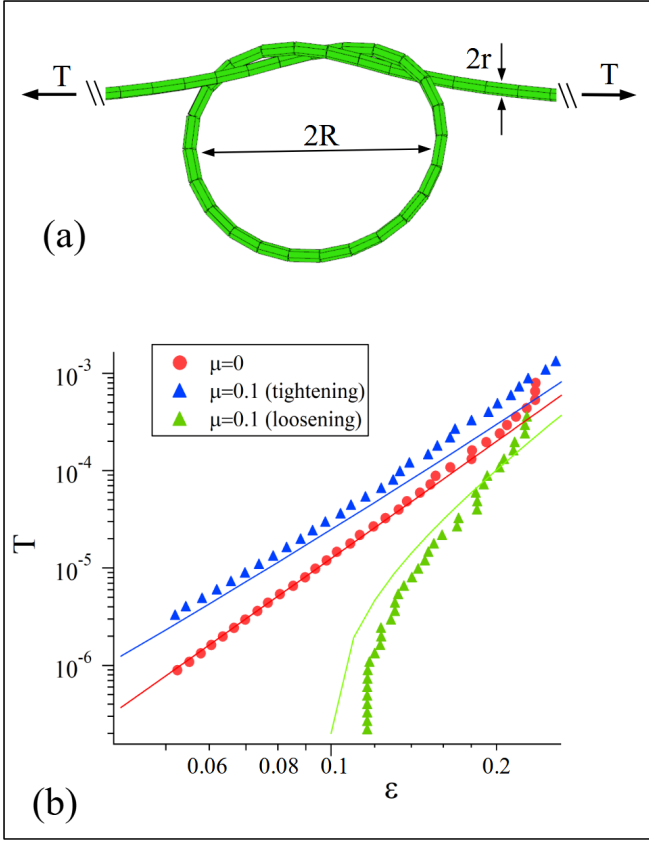 T
2r
T
2R
(a)
μ=0
μ=0.1 (tightening)
μ=0.1 (loosening)
10⁻³
10⁻⁴
10⁻⁵
10⁻⁶
T
0.06
0.08
0.1
0.2
ε
(b)